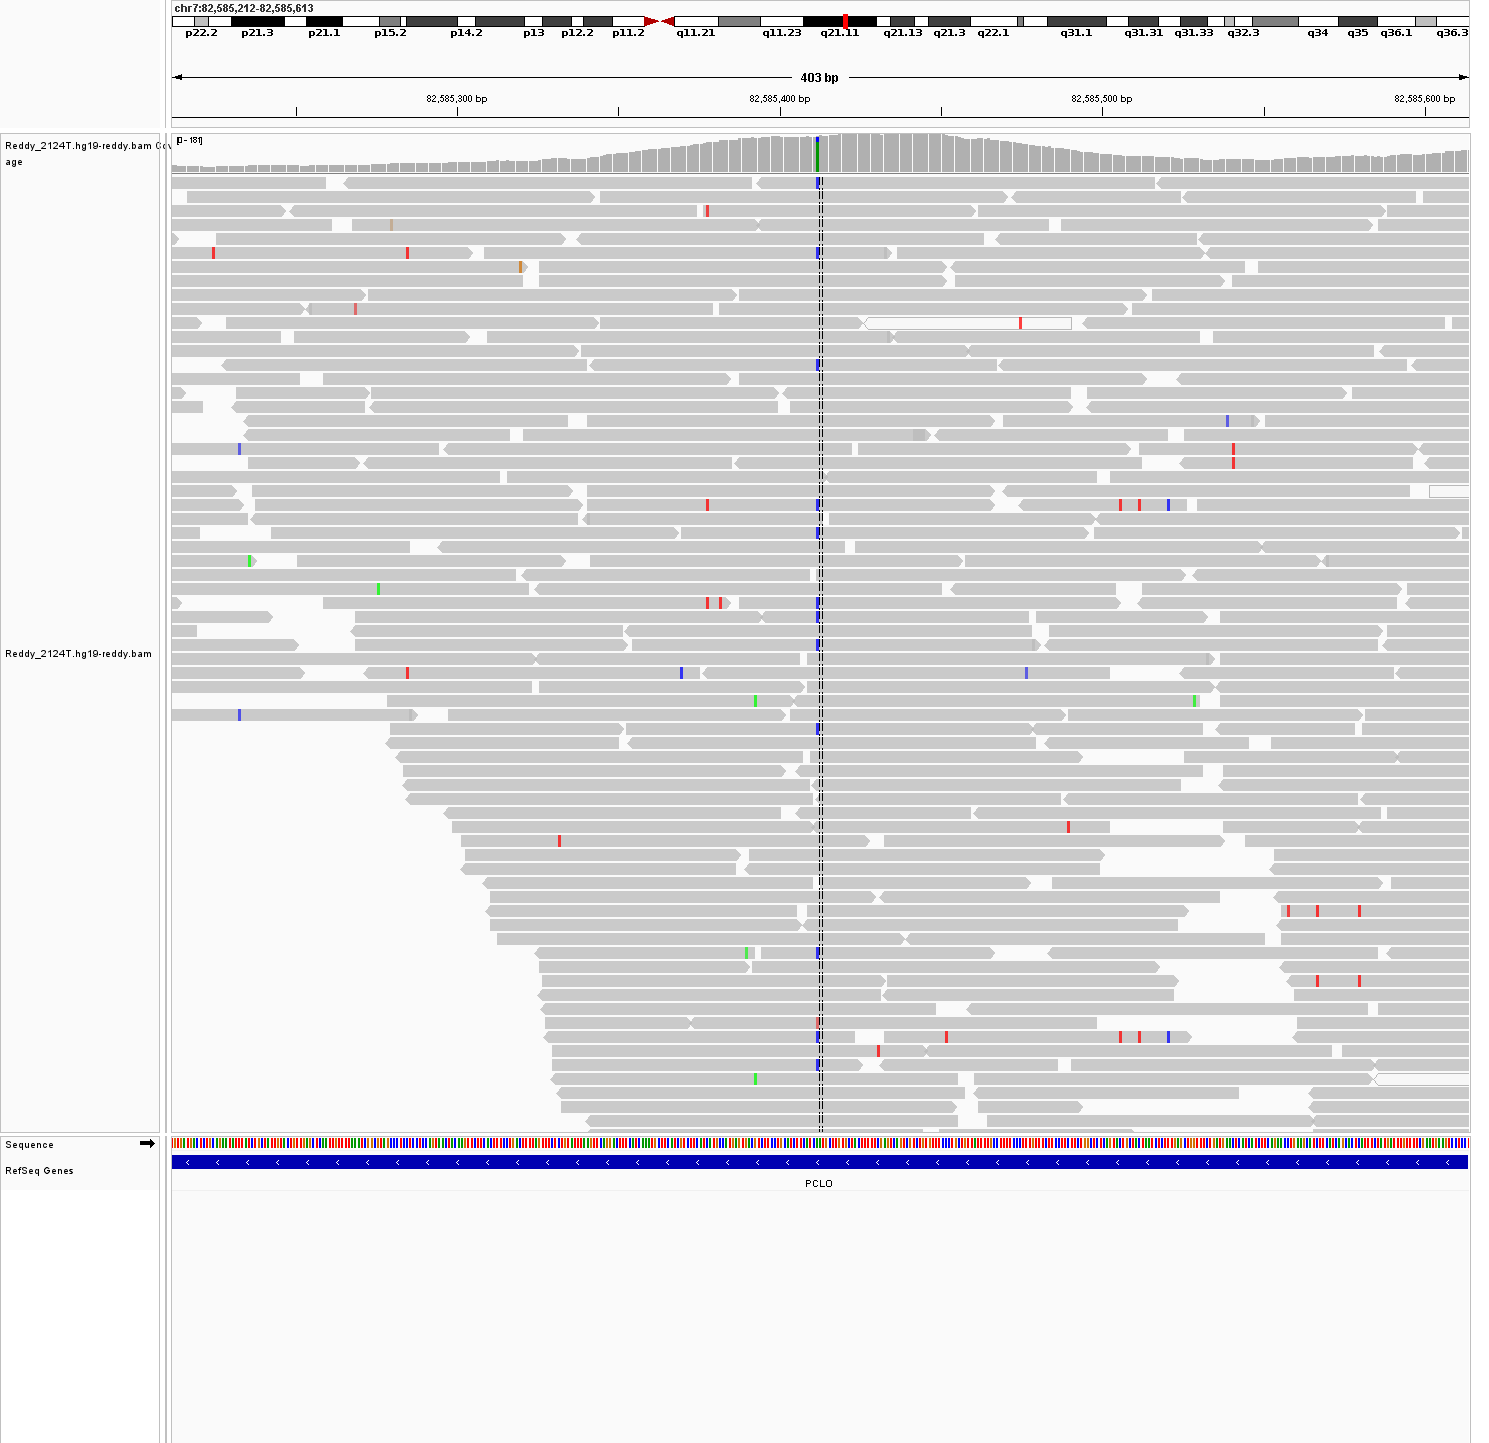 chr7:82,585,212-82,585,613
p22.2 p21.3 p21.1 p15.2 p14.2 p13 p12.2 p11.2 q11.21 q11.23 q21.11 q21.13 q21.3 q22.1 q31.1 q31.31 q31.33 q32.3 q34 q35 q36.1 q36.3
403 bp
82,585,300 bp 82,585,400 bp 82,585,500 bp 82,585,600 bp
Reddy_2124T.hg19-reddy.bam Cov
age
[0 - 181]
Reddy_2124T.hg19-reddy.bam
Sequence
RefSeq Genes
PCLO